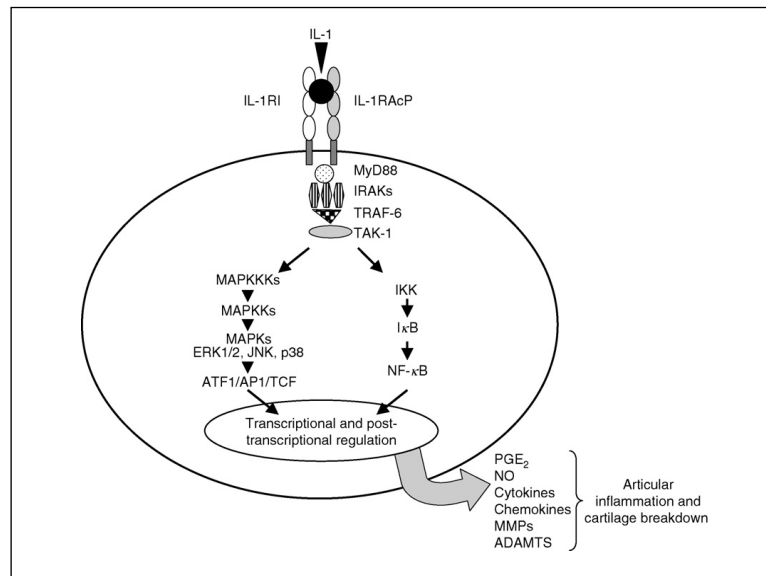 IL-1
IL-1RI
IL-1RAcP
MyD88
IRAKs
TRAF-6
TAK-1
MAPKKKs
MAPKKs
MAPKs
ERK1/2, JNK, p38
ATF1/AP1/TCF
IKK
IκB
NF-κB
Transcriptional and post-
transcriptional regulation
PGE₂
NO
Cytokines
Chemokines
MMPs
ADAMTS
Articular
inflammation and
cartilage breakdown